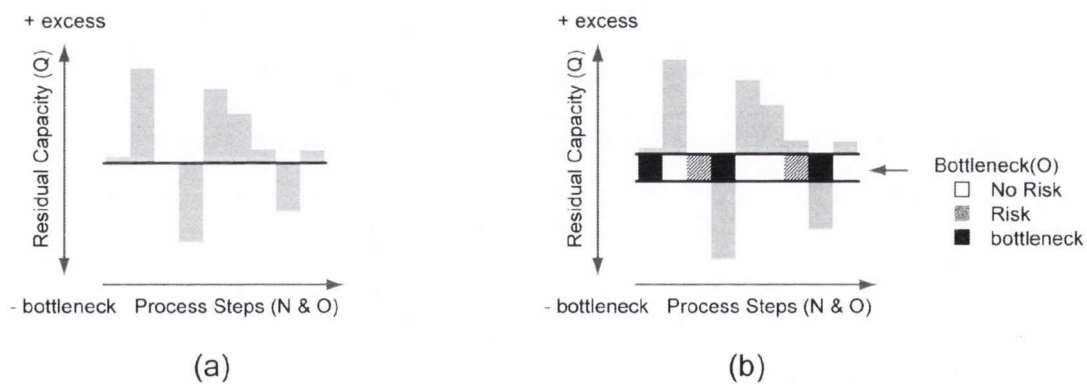 + excess
Residual Capacity (Q)
- bottleneck Process Steps (N & O)
(a)
+ excess
Residual Capacity (Q)
- bottleneck Process Steps (N & O)
Bottleneck(O)
No Risk
Risk
bottleneck
(b)